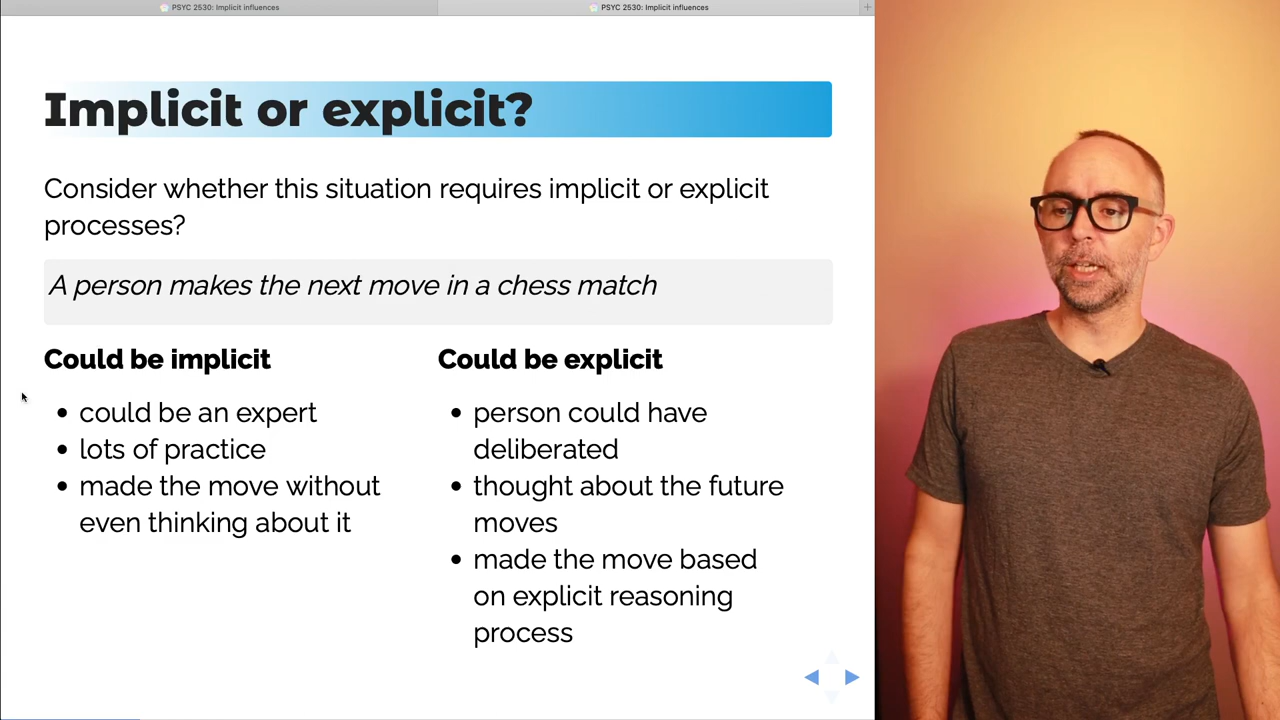 PSYC 2530: Implicit influences
PSYC 2530: Implicit influences
Implicit or explicit?
Consider whether this situation requires implicit or explicit
processes?
A person makes the next move in a chess match
Could be implicit
could be an expert
lots of practice
made the move without
even thinking about it
Could be explicit
person could have
deliberated
thought about the future
moves
made the move based
on explicit reasoning
process